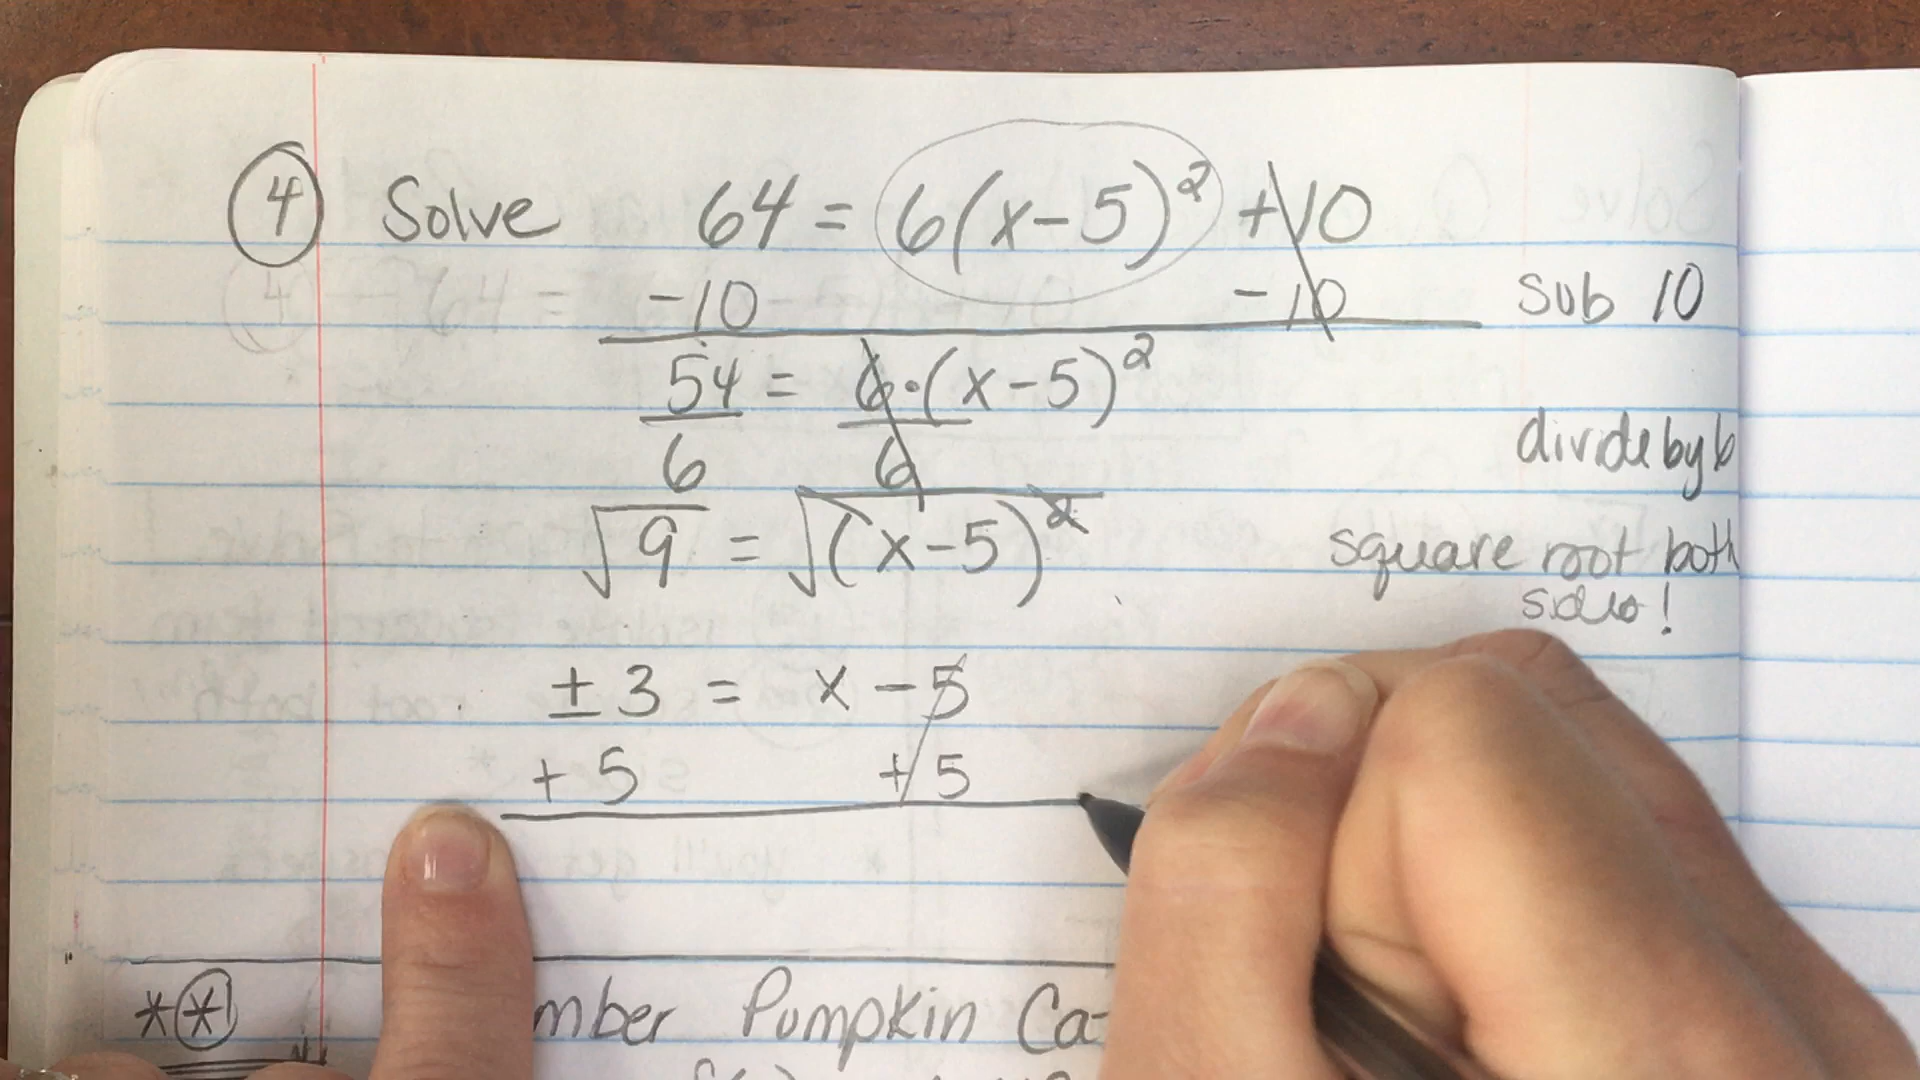 4 Solve 64 = 6(x-5)² +10
-10 -10 sub 10
54 = 6·(x-5)²
6 6 divide by 6
√9 = √(x-5)² square root both
sides!
± 3 = x - 5
+ 5 + 5
** mber Pumpkin Ca-